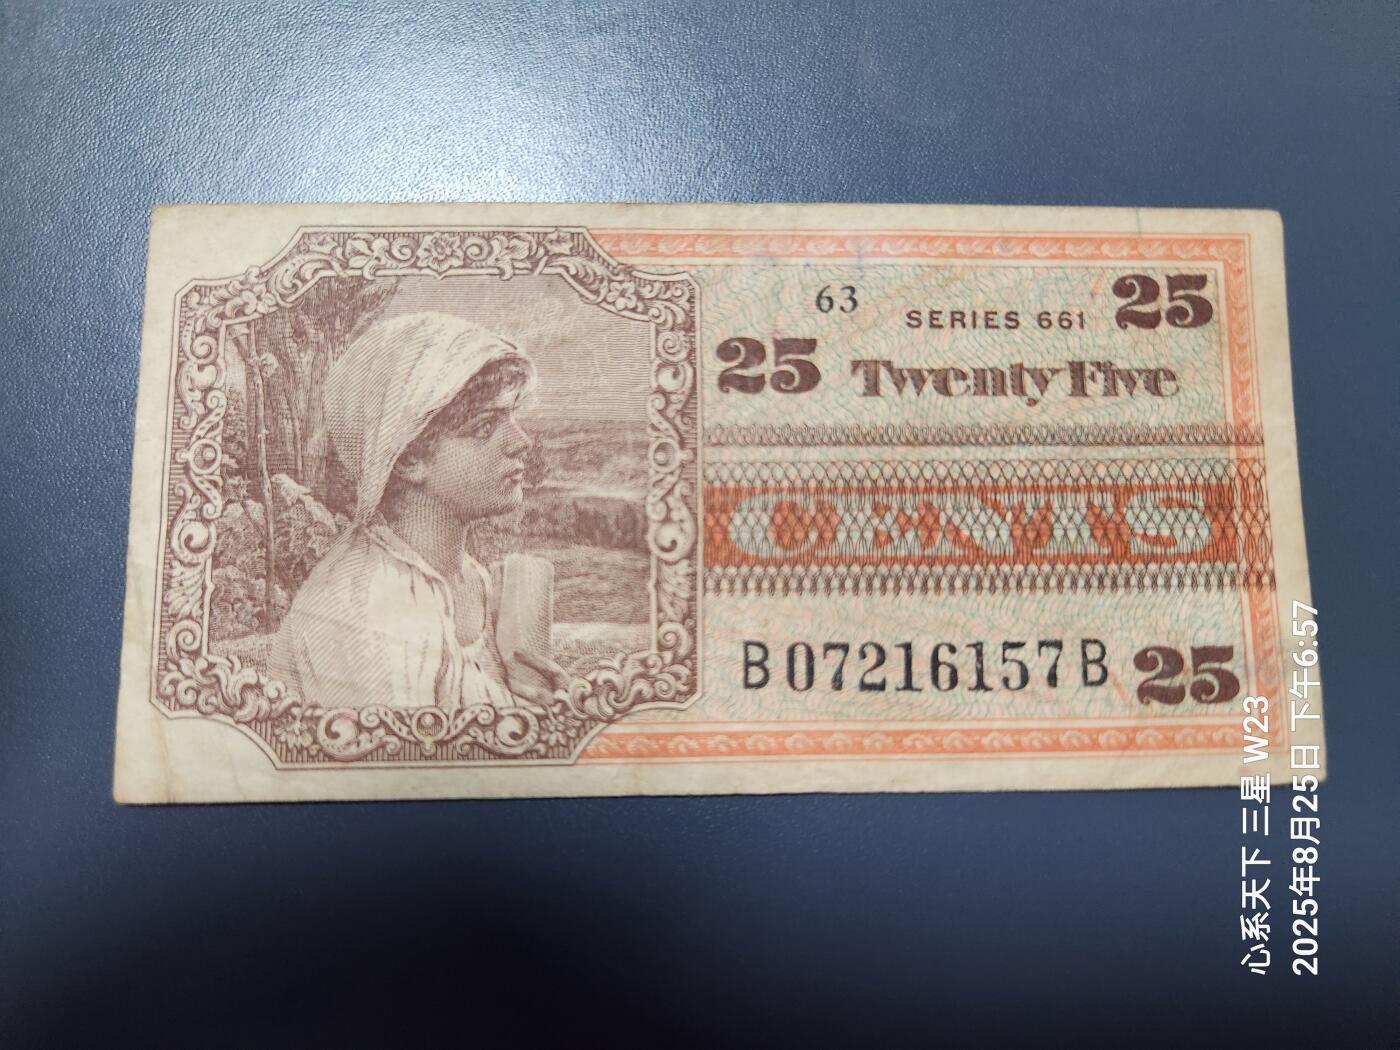 63
SERIES 661
25
25
Twenty Five
CENTS
B07216157B
25
心系天下 三星 W23
2025年8月25日 下午6:57